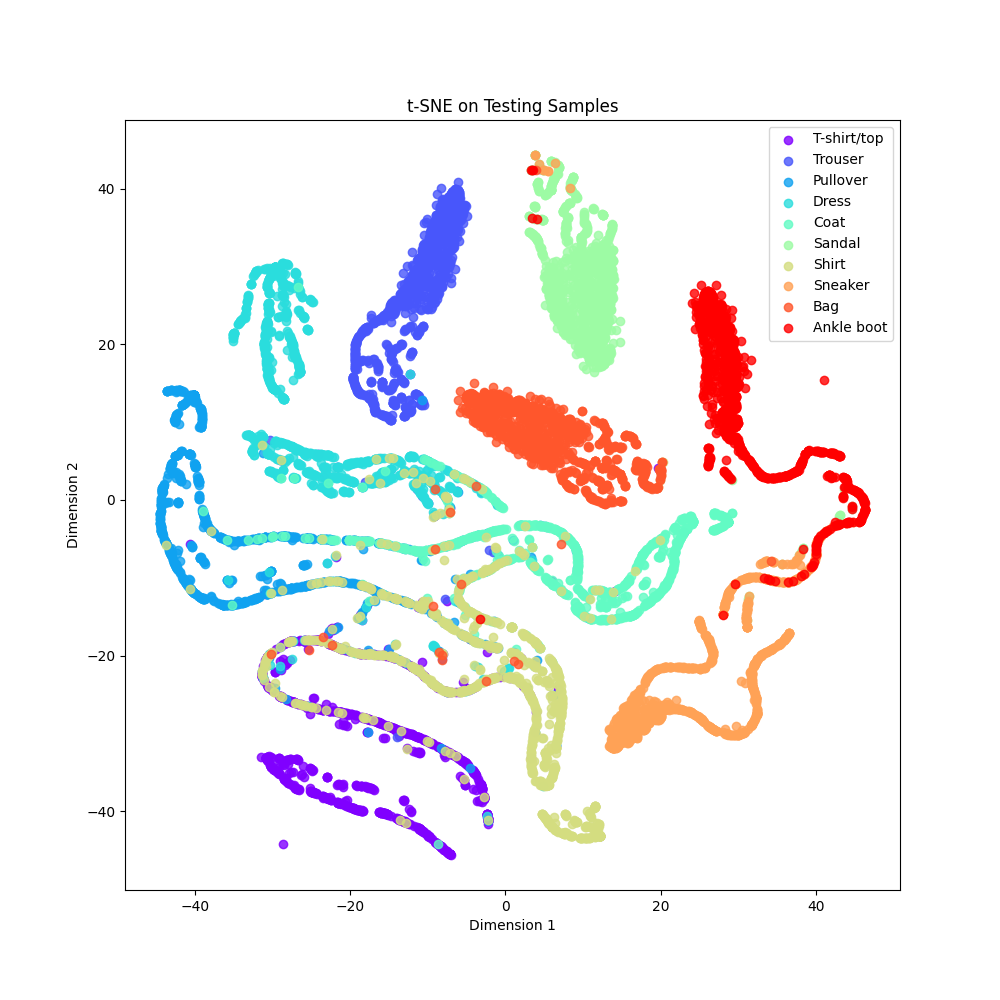 t-SNE on Testing Samples
T-shirt/top
Trouser
Pullover
Dress
Coat
Sandal
Shirt
Sneaker
Bag
Ankle boot
40
20
0
−20
−40
Dimension 2
−40 −20 0 20 40
Dimension 1